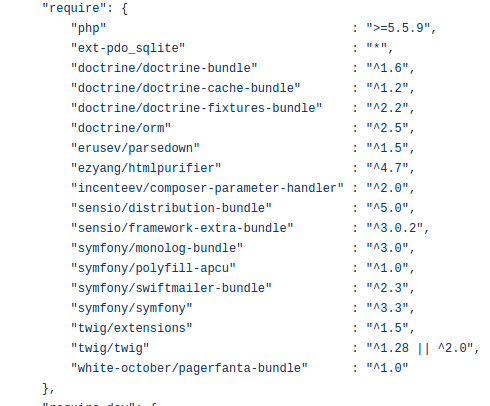 "require": {
    "php"                                  : ">=5.5.9",
    "ext-pdo_sqlite"                       : "*",
    "doctrine/doctrine-bundle"             : "^1.6",
    "doctrine/doctrine-cache-bundle"       : "^1.2",
    "doctrine/doctrine-fixtures-bundle"    : "^2.2",
    "doctrine/orm"                         : "^2.5",
    "erusev/parsedown"                     : "^1.5",
    "ezyang/htmlpurifier"                  : "^4.7",
    "incenteev/composer-parameter-handler" : "^2.0",
    "sensio/distribution-bundle"           : "^5.0",
    "sensio/framework-extra-bundle"        : "^3.0.2",
    "symfony/monolog-bundle"               : "^3.0",
    "symfony/polyfill-apcu"                : "^1.0",
    "symfony/swiftmailer-bundle"           : "^2.3",
    "symfony/symfony"                      : "^3.3",
    "twig/extensions"                      : "^1.5",
    "twig/twig"                            : "^1.28 || ^2.0",
    "white-october/pagerfanta-bundle"      : "^1.0"
},